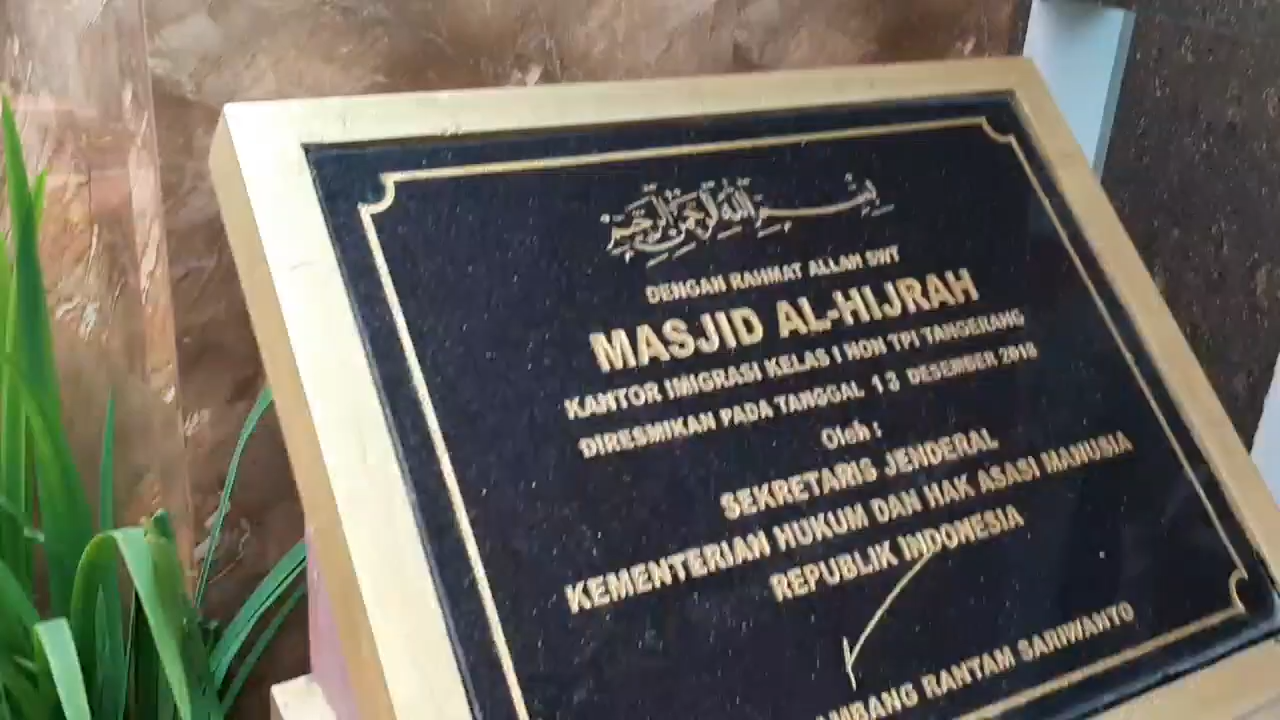 بسم الله الرحمن الرحيم
DENGAN RAHMAT ALLAH SWT
MASJID AL-HIJRAH
KANTOR IMIGRASI KELAS I NON TPI TANGERANG
DIRESMIKAN PADA TANGGAL 13 DESEMBER 2018
Oleh :
SEKRETARIS JENDERAL
KEMENTERIAN HUKUM DAN HAK ASASI MANUSIA
REPUBLIK INDONESIA
AMBANG RANTAM SARIWANTO